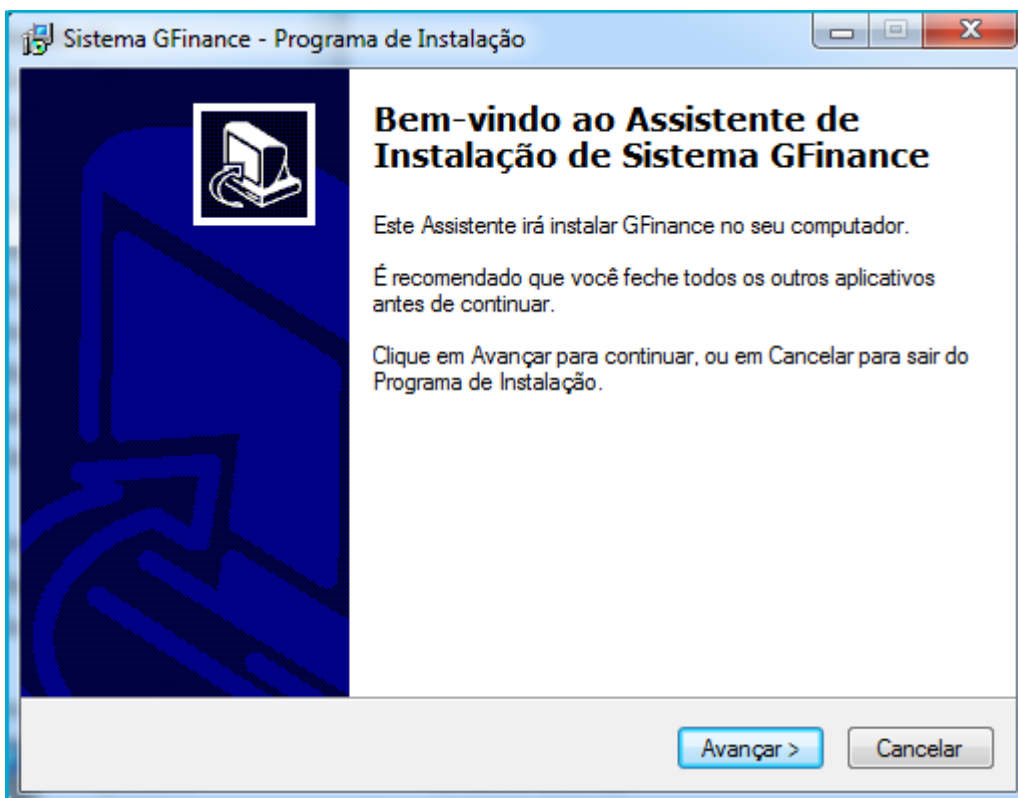 Sistema GFinance - Programa de Instalação
Bem-vindo ao Assistente de
Instalação de Sistema GFinance
Este Assistente irá instalar GFinance no seu computador.
É recomendado que você feche todos os outros aplicativos
antes de continuar.
Clique em Avançar para continuar, ou em Cancelar para sair do
Programa de Instalação.
Avançar >
Cancelar